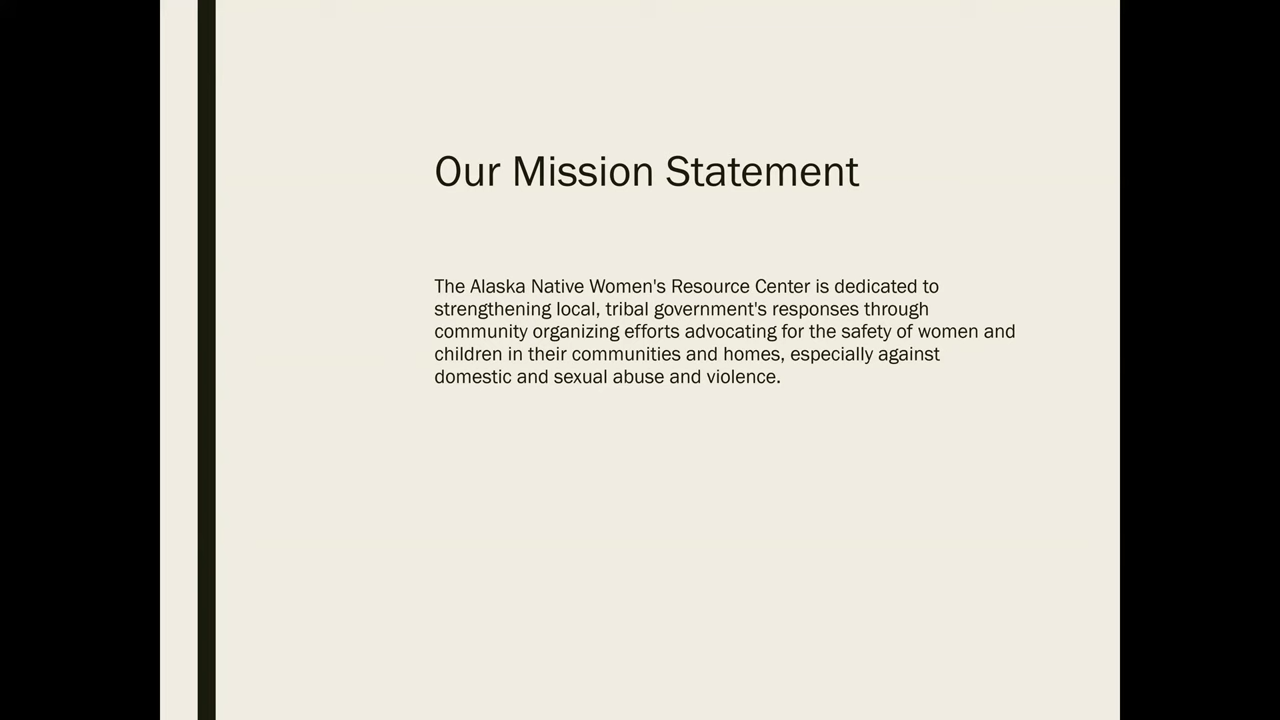 Our Mission Statement
The Alaska Native Women's Resource Center is dedicated to
strengthening local, tribal government's responses through
community organizing efforts advocating for the safety of women and
children in their communities and homes, especially against
domestic and sexual abuse and violence.